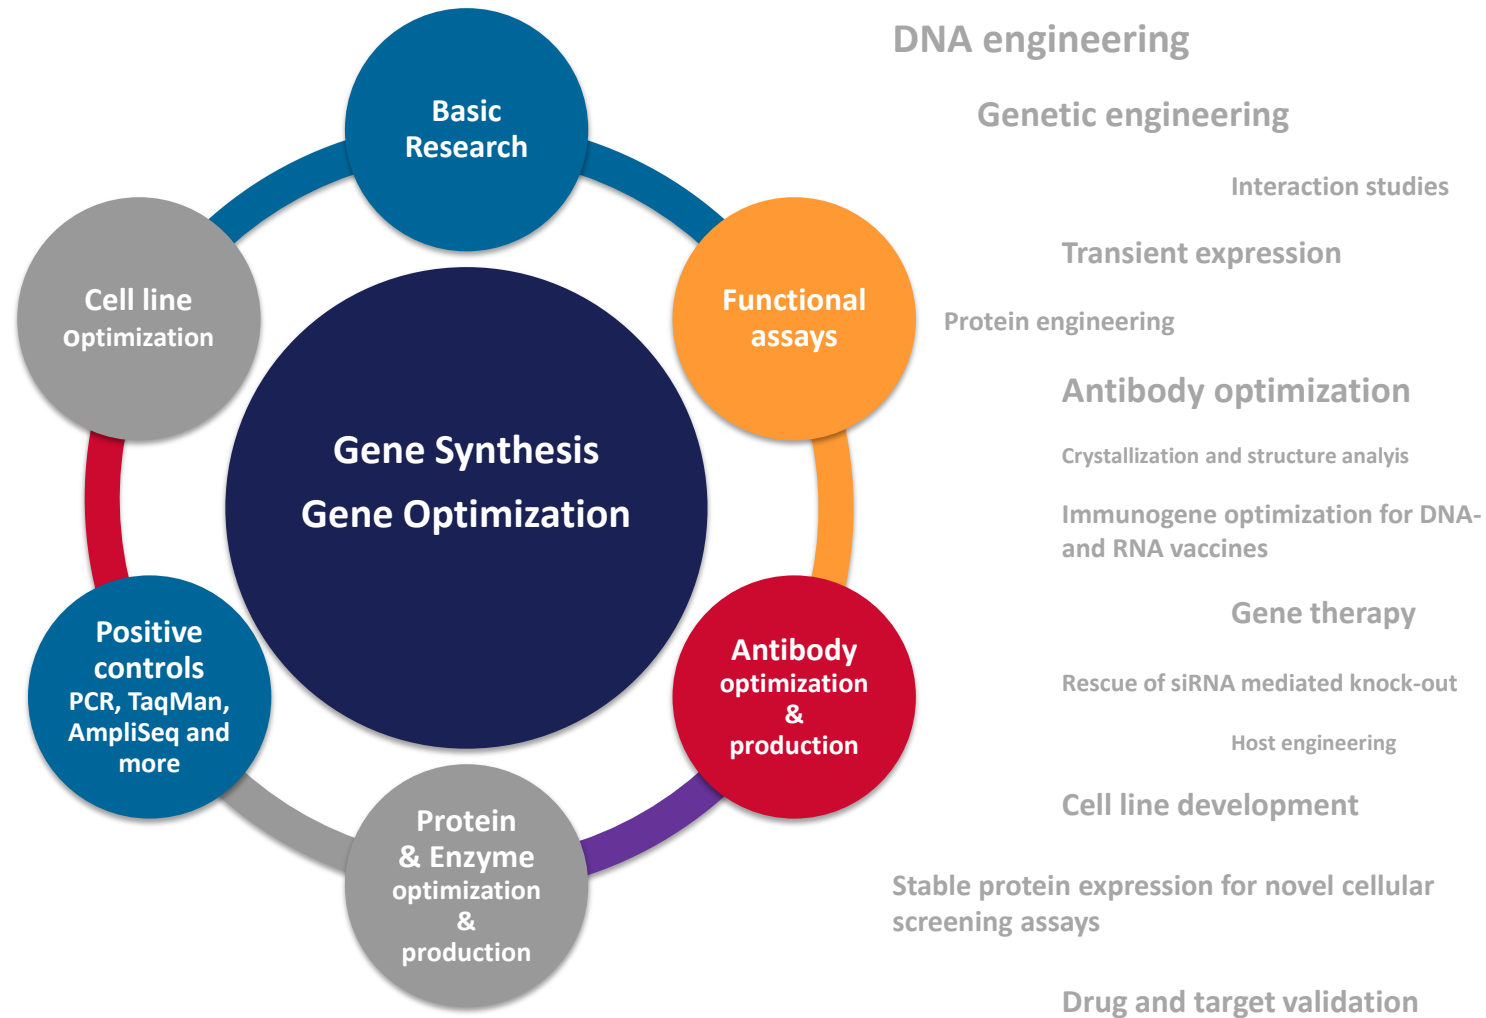 Basic
Research
Functional
assays
Antibody
optimization
&
production
Protein
& Enzyme
optimization
&
production
Positive
controls
PCR, TaqMan,
AmpliSeq and
more
Cell line
optimization
Gene Synthesis
Gene Optimization
DNA engineering
Genetic engineering
Interaction studies
Transient expression
Protein engineering
Antibody optimization
Crystallization and structure analyis
Immunogene optimization for DNA-
and RNA vaccines
Gene therapy
Rescue of siRNA mediated knock-out
Host engineering
Cell line development
Stable protein expression for novel cellular
screening assays
Drug and target validation